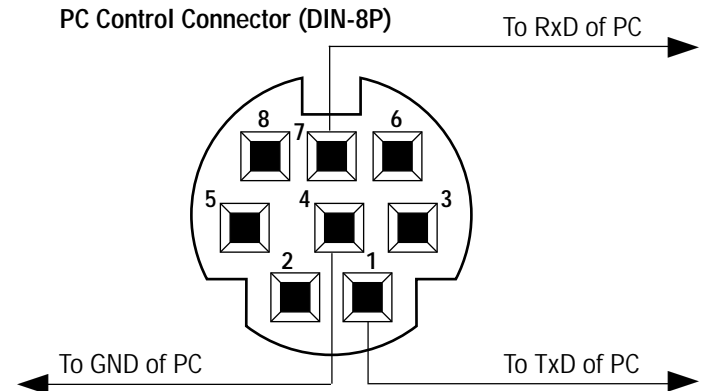 PC Control Connector (DIN-8P)
To RxD of PC
8 7 6
5 4 3
2 1
To GND of PC To TxD of PC